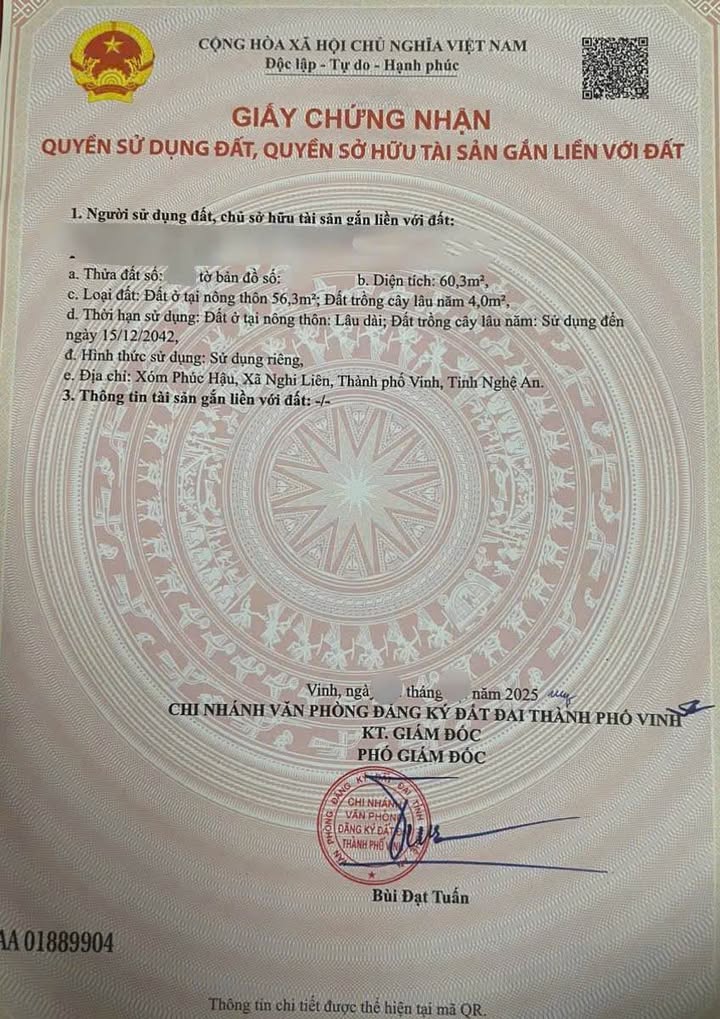 CỘNG HÒA XÃ HỘI CHỦ NGHĨA VIỆT NAM
Độc lập - Tự do - Hạnh phúc
GIẤY CHỨNG NHẬN
QUYỀN SỬ DỤNG ĐẤT, QUYỀN SỞ HỮU TÀI SẢN GẮN LIỀN VỚI ĐẤT
1. Người sử dụng đất, chủ sở hữu tài sản gắn liền với đất:
a. Thửa đất số: tờ bản đồ số: b. Diện tích: 60,3m²,
c. Loại đất: Đất ở tại nông thôn 56,3m²; Đất trồng cây lâu năm 4,0m²,
d. Thời hạn sử dụng: Đất ở tại nông thôn: Lâu dài; Đất trồng cây lâu năm: Sử dụng đến
ngày 15/12/2042,
đ. Hình thức sử dụng: Sử dụng riêng,
e. Địa chỉ: Xóm Phúc Hậu, Xã Nghi Liên, Thành phố Vinh, Tỉnh Nghệ An.
3. Thông tin tài sản gắn liền với đất: -/-
Vinh, ngà tháng năm 2025
CHI NHÁNH VĂN PHÒNG ĐĂNG KÝ ĐẤT ĐAI THÀNH PHỐ VINH
KT. GIÁM ĐỐC
PHÓ GIÁM ĐỐC
VĂN PHÒNG ĐĂNG KÝ ĐẤT ĐAI TỈNH
CHI NHÁNH
VĂN PHÒNG
ĐĂNG KÝ ĐẤT
THÀNH PHỐ VINH
Bùi Đạt Tuấn
AA 01889904
Thông tin chi tiết được thể hiện tại mã QR.